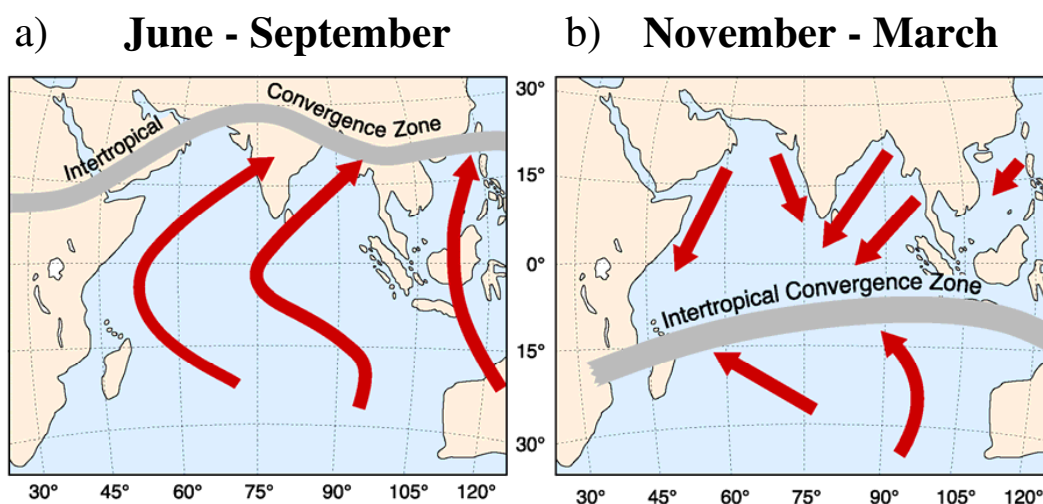 a) June - September
b) November - March
Intertropical
Convergence Zone
Intertropical Convergence Zone
30°
15°
0°
15°
30°
30° 45° 60° 75° 90° 105° 120°
30° 45° 60° 75° 90° 105° 120°